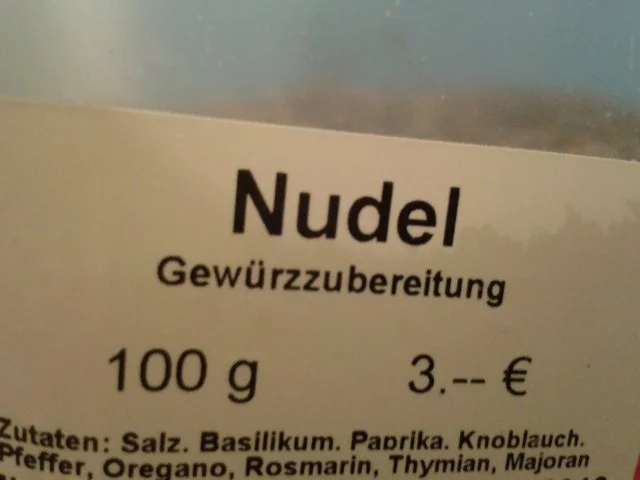 Nudel
Gewürzzubereitung
100 g 3.-- €
Zutaten: Salz. Basilikum. Paprika. Knoblauch.
Pfeffer, Oregano, Rosmarin, Thymian, Majoran